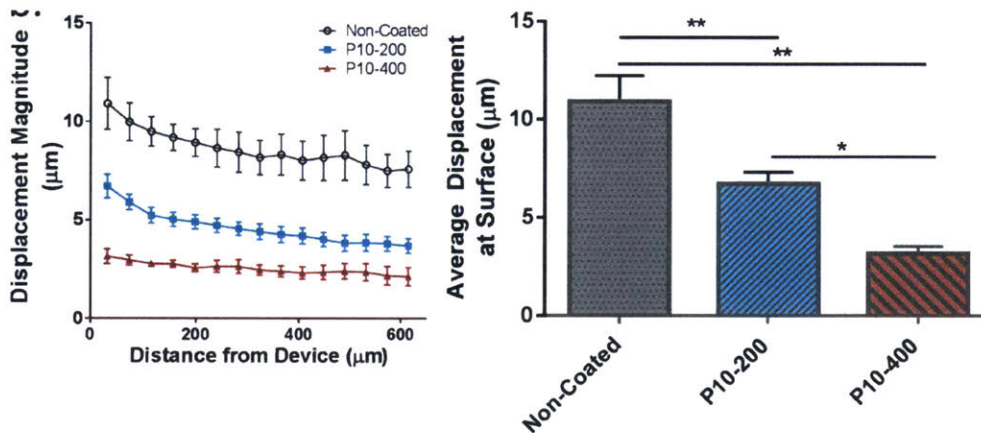 15
10
5
0
Displacement Magnitude
(μm)
Non-Coated
P10-200
P10-400
0
200
400
600
Distance from Device (μm)
15
10
5
0
Average Displacement
at Surface (μm)
**
**
*
Non-Coated
P10-200
P10-400